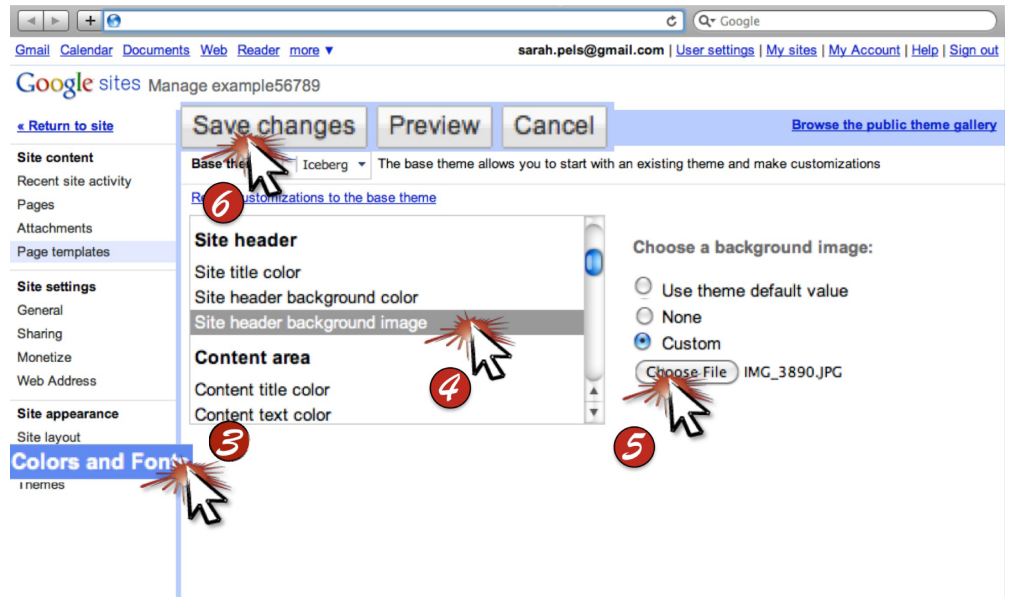 Google
Gmail Calendar Documents Web Reader more ▼
sarah.pels@gmail.com | User settings | My sites | My Account | Help | Sign out
Google sites Manage example56789
« Return to site
Site content
Recent site activity
Pages
Attachments
Page templates
Site settings
General
Sharing
Monetize
Web Address
Site appearance
Site layout
Colors and Fonts
Themes
3
Save changes Preview Cancel
Browse the public theme gallery
6
Base Iceberg The base theme allows you to start with an existing theme and make customizations
customizations to the base theme
Site header
Site title color
Site header background color
Site header background image
4
Content area
Content title color
Content text color
Choose a background image:
Use theme default value
None
Custom
Choose File IMG_3890.JPG
5